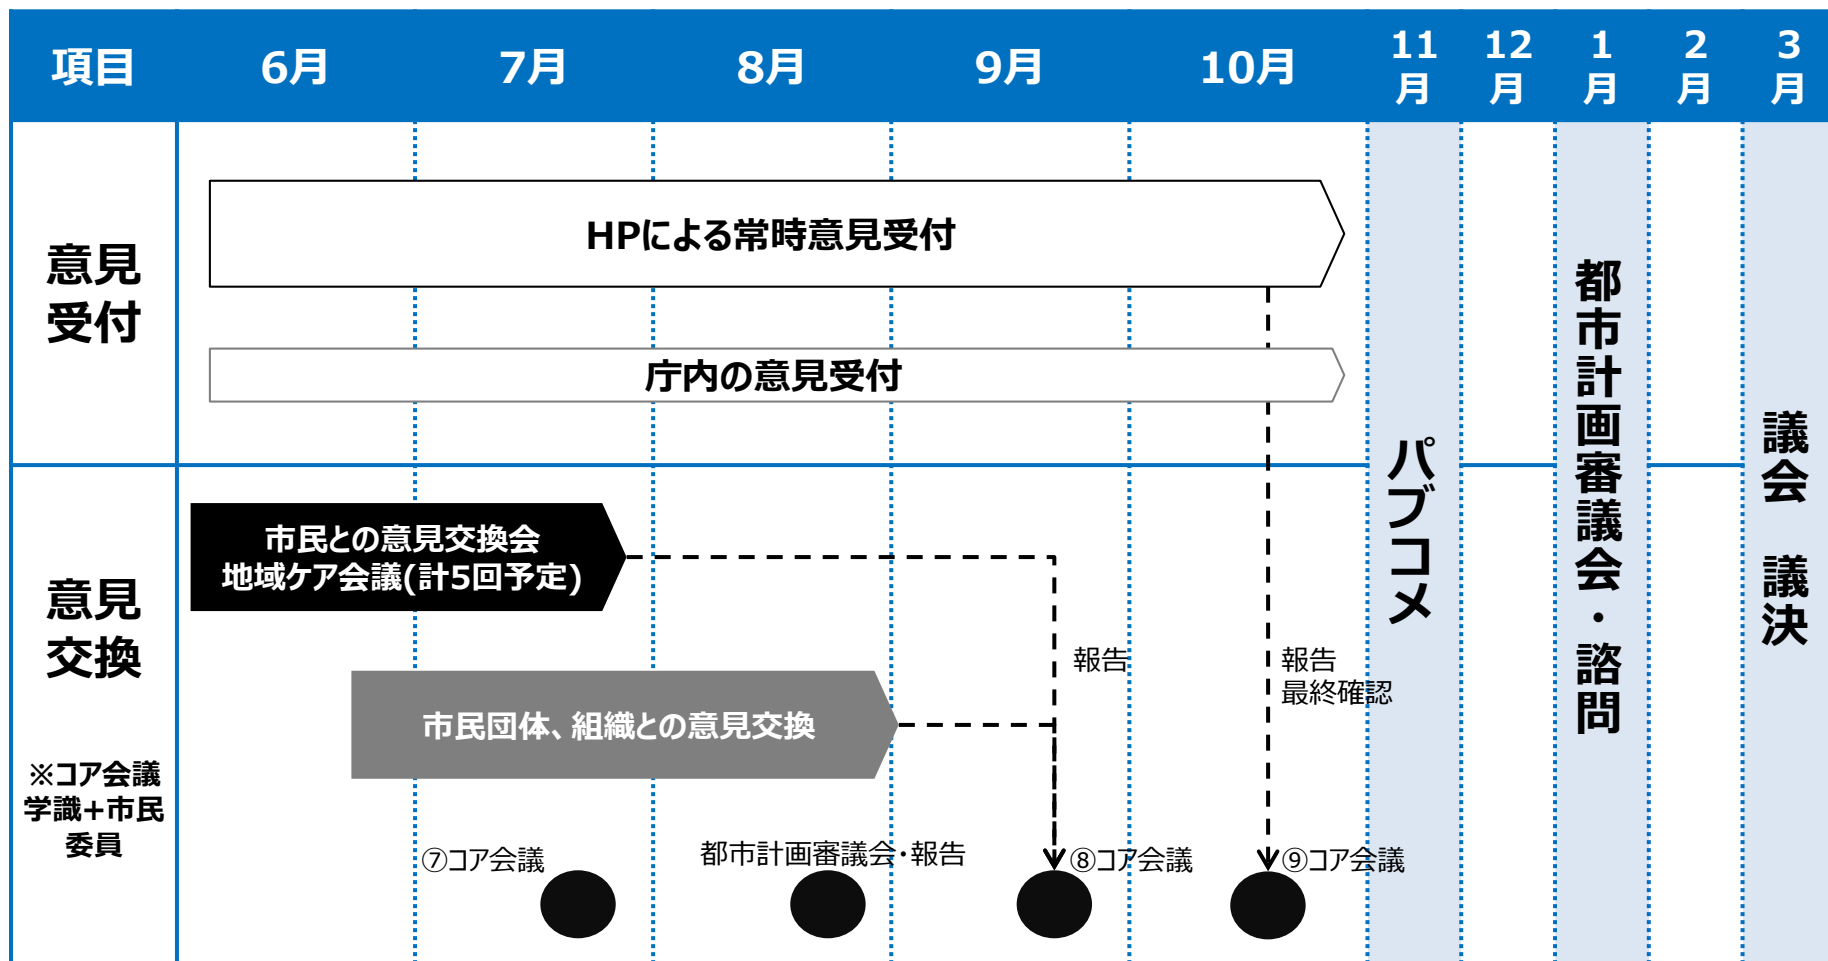 項目
6月
7月
8月
9月
10月
11
月
12
月
1
月
2
月
3
月
意見
受付
HPによる常時意見受付
庁内の意見受付
意見
交換
※コア会議
学識+市民
委員
市民との意見交換会
地域ケア会議(計5回予定)
市民団体、組織との意見交換
報告
報告
最終確認
⑦コア会議
都市計画審議会・報告
⑧コア会議
⑨コア会議
パブコメ
都市計画審議会・諮問
議会　議決